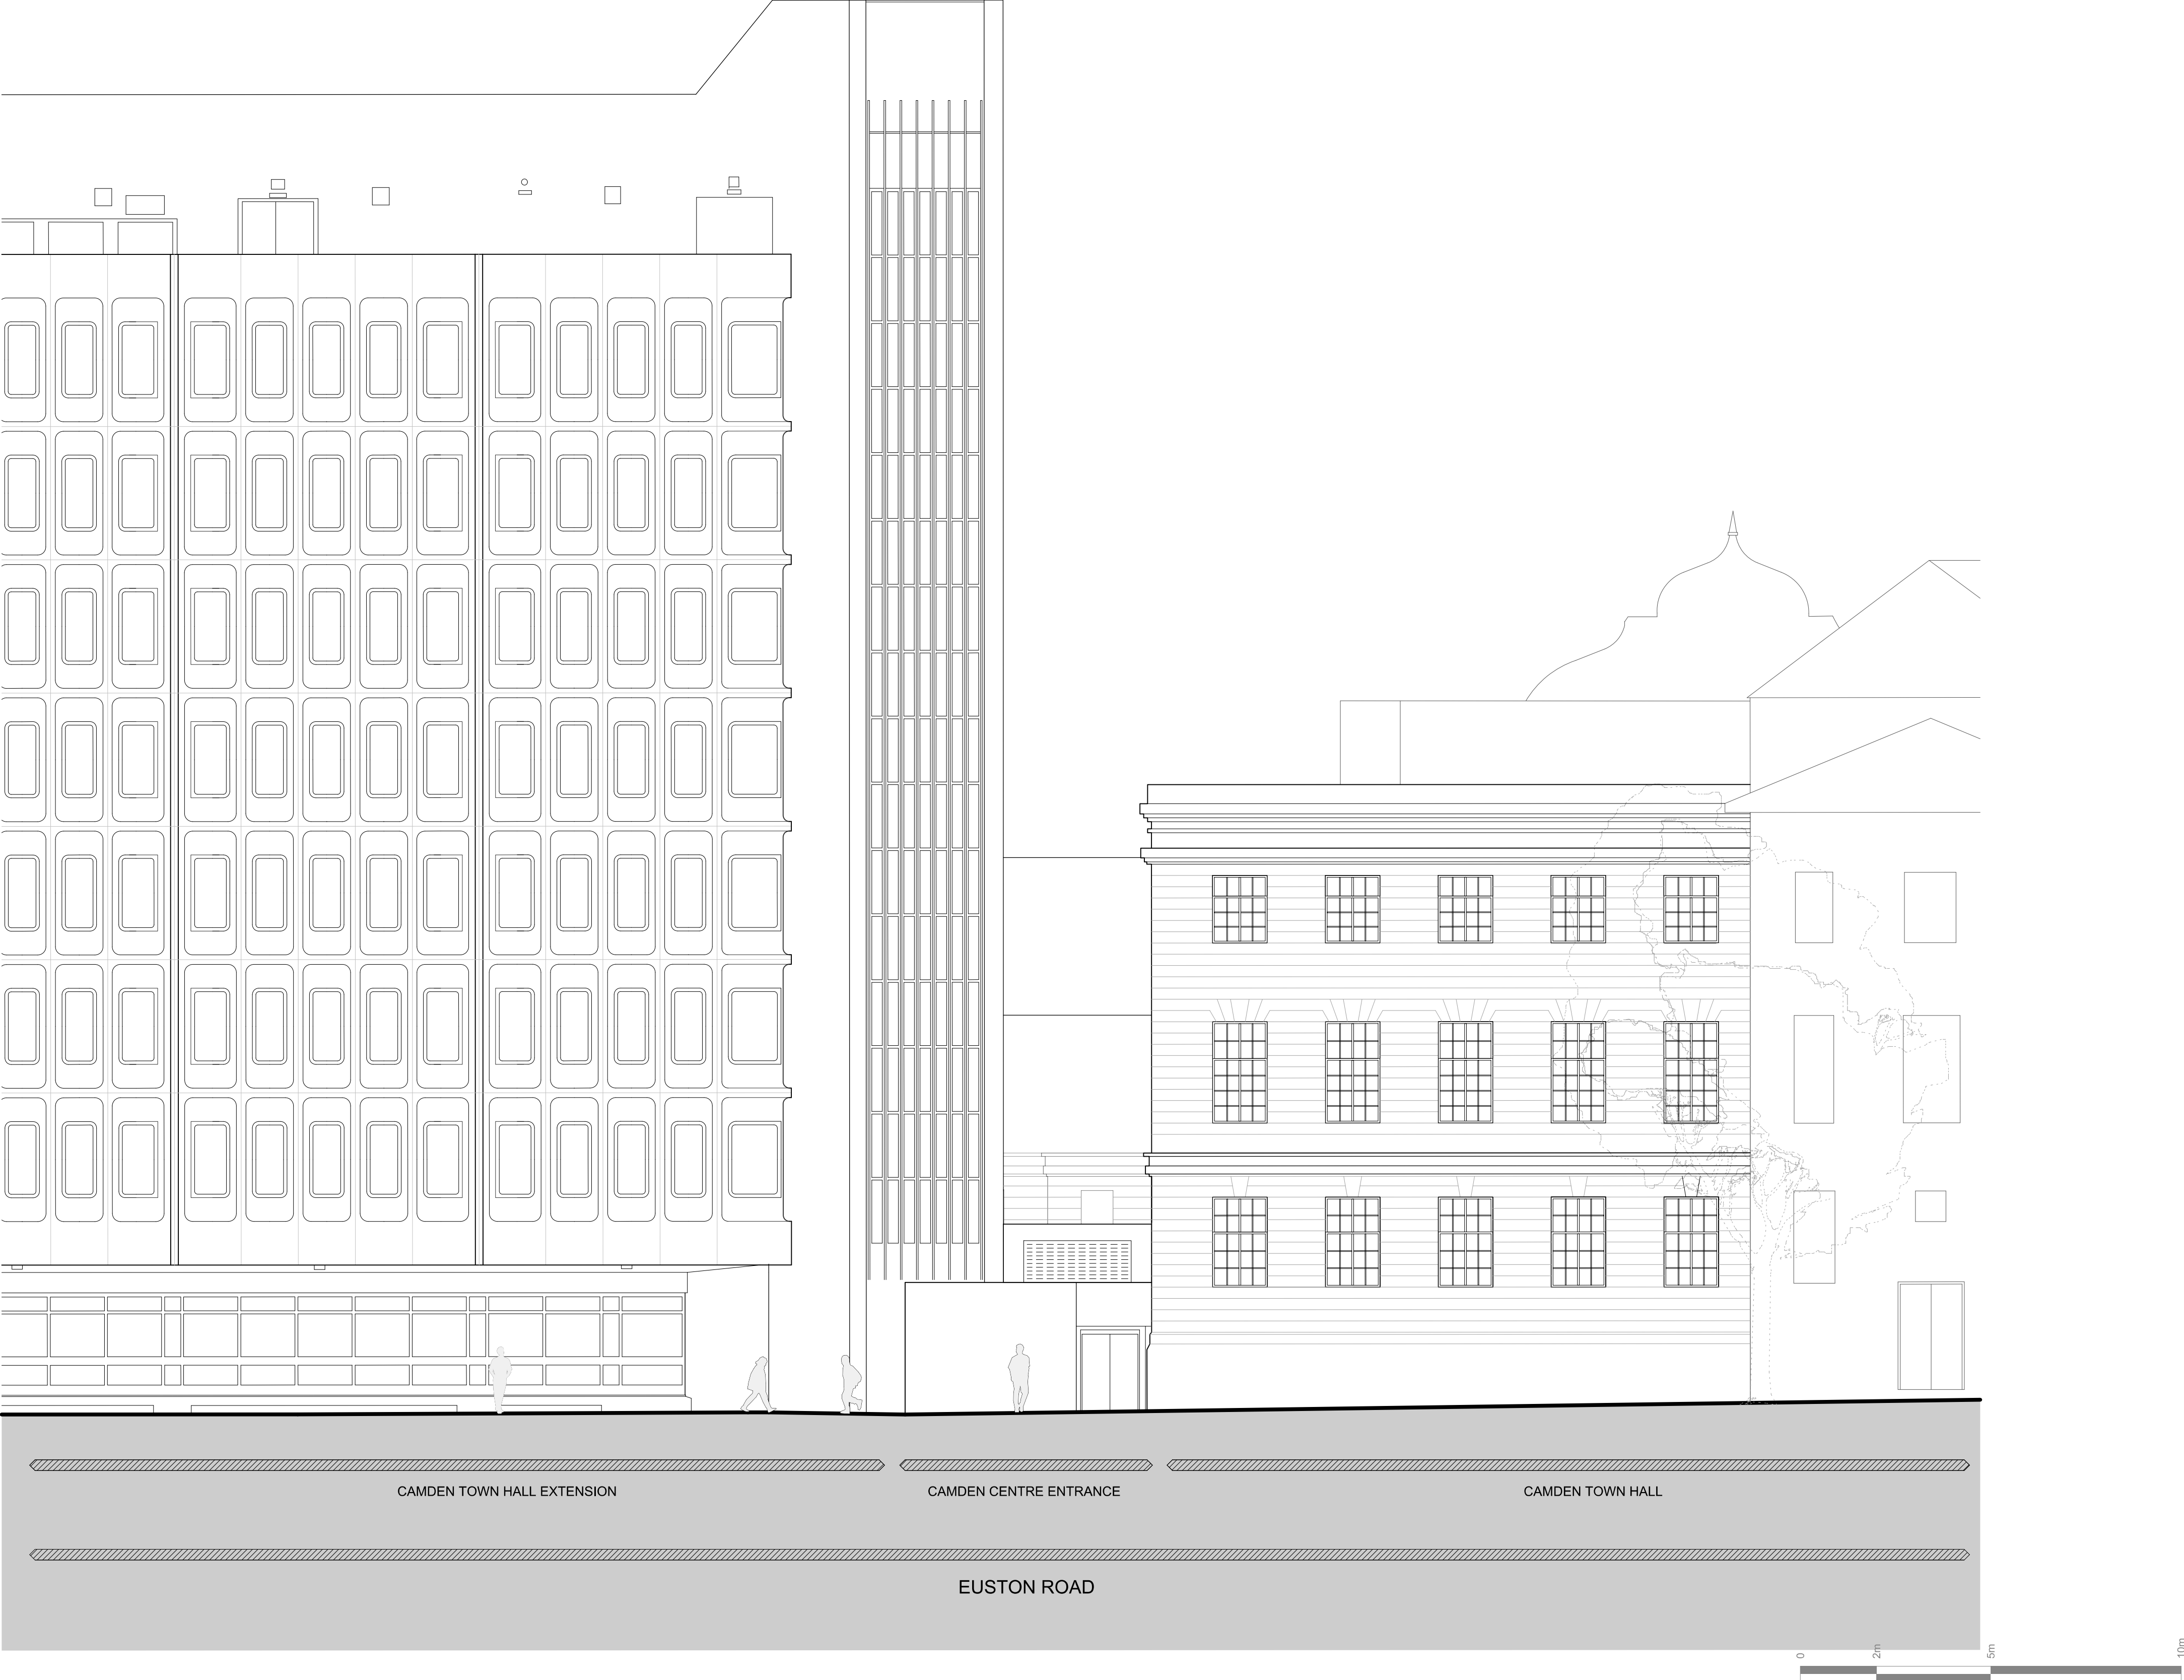 CAMDEN TOWN HALL EXTENSION
CAMDEN CENTRE ENTRANCE
CAMDEN TOWN HALL
EUSTON ROAD
0
2m
5m
10m